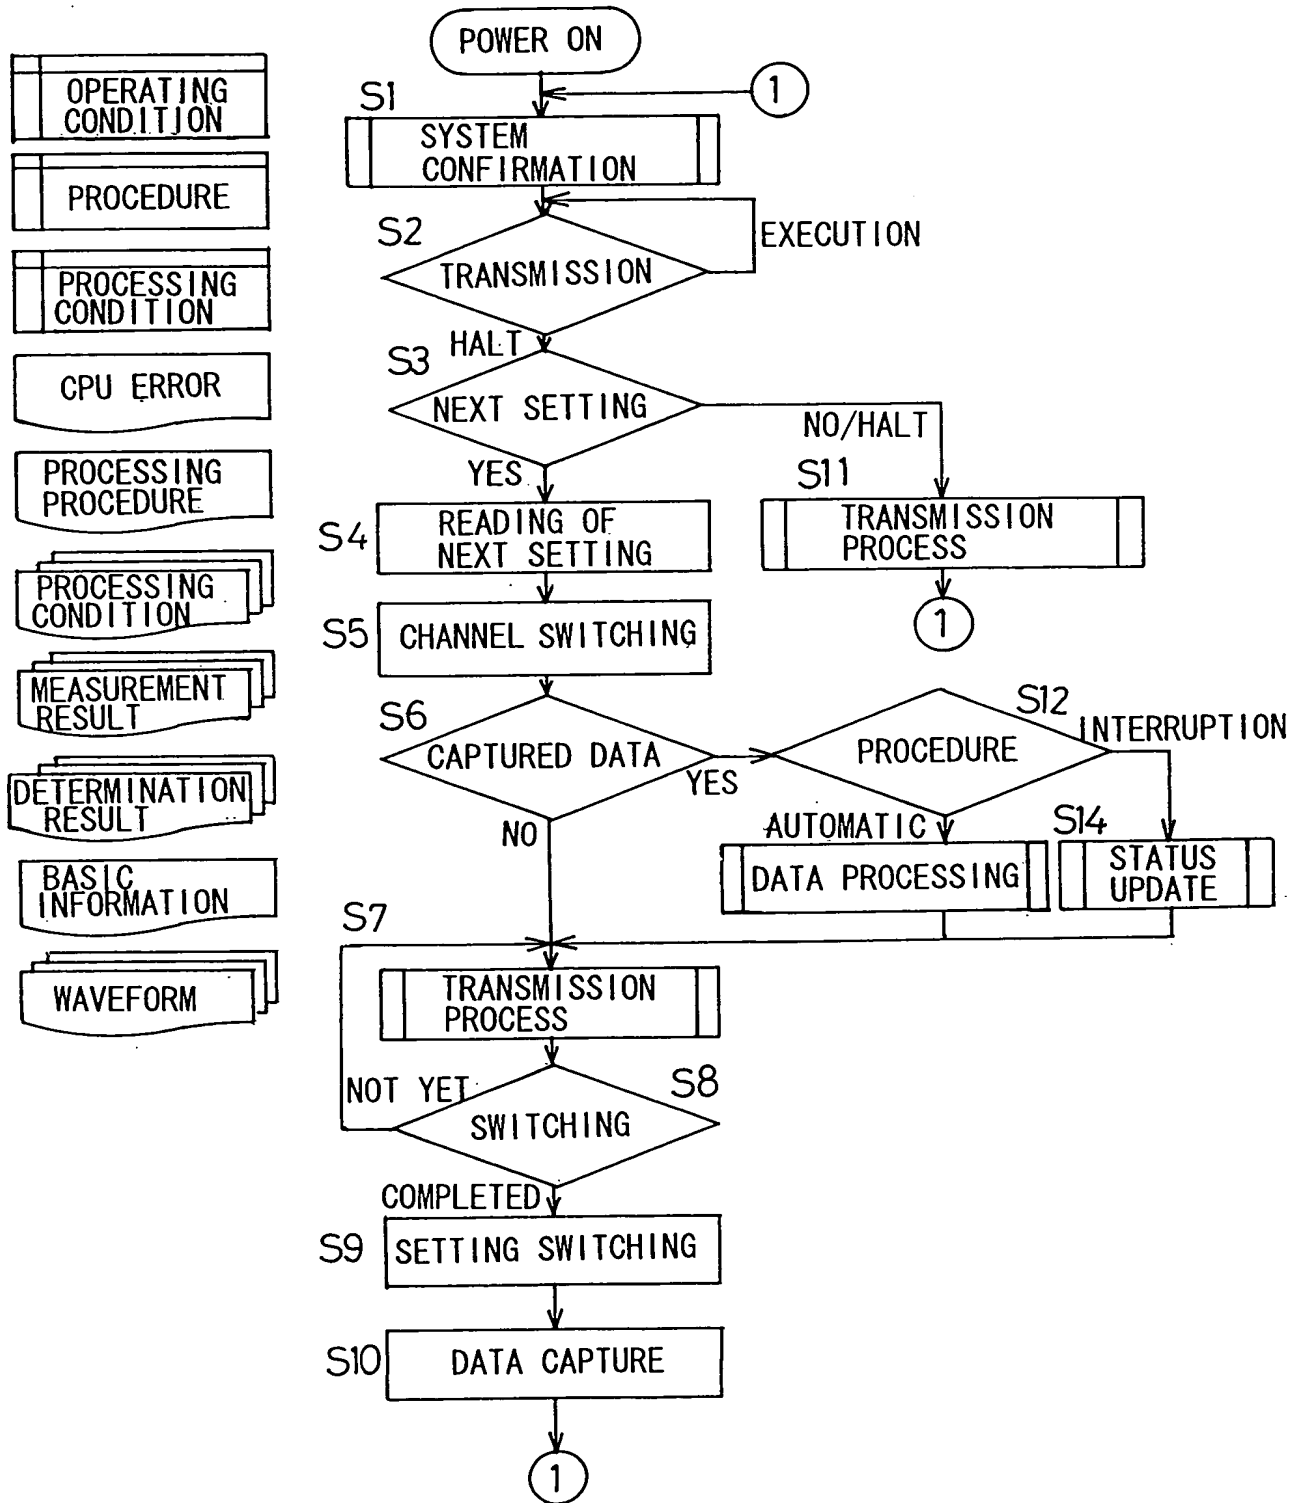 OPERATING
CONDITION
PROCEDURE
PROCESSING
CONDITION
CPU ERROR
PROCESSING
PROCEDURE
PROCESSING
CONDITION
MEASUREMENT
RESULT
DETERMINATION
RESULT
BASIC
INFORMATION
WAVEFORM
POWER ON
1
S1
SYSTEM
CONFIRMATION
S2
TRANSMISSION
EXECUTION
HALT
S3
NEXT SETTING
NO/HALT
YES
S11
TRANSMISSION
PROCESS
1
S4
READING OF
NEXT SETTING
S5
CHANNEL SWITCHING
S6
CAPTURED DATA
YES
NO
S12
PROCEDURE
INTERRUPTION
AUTOMATIC
DATA PROCESSING
S14
STATUS
UPDATE
S7
TRANSMISSION
PROCESS
NOT YET
S8
SWITCHING
COMPLETED
S9
SETTING SWITCHING
S10
DATA CAPTURE
1